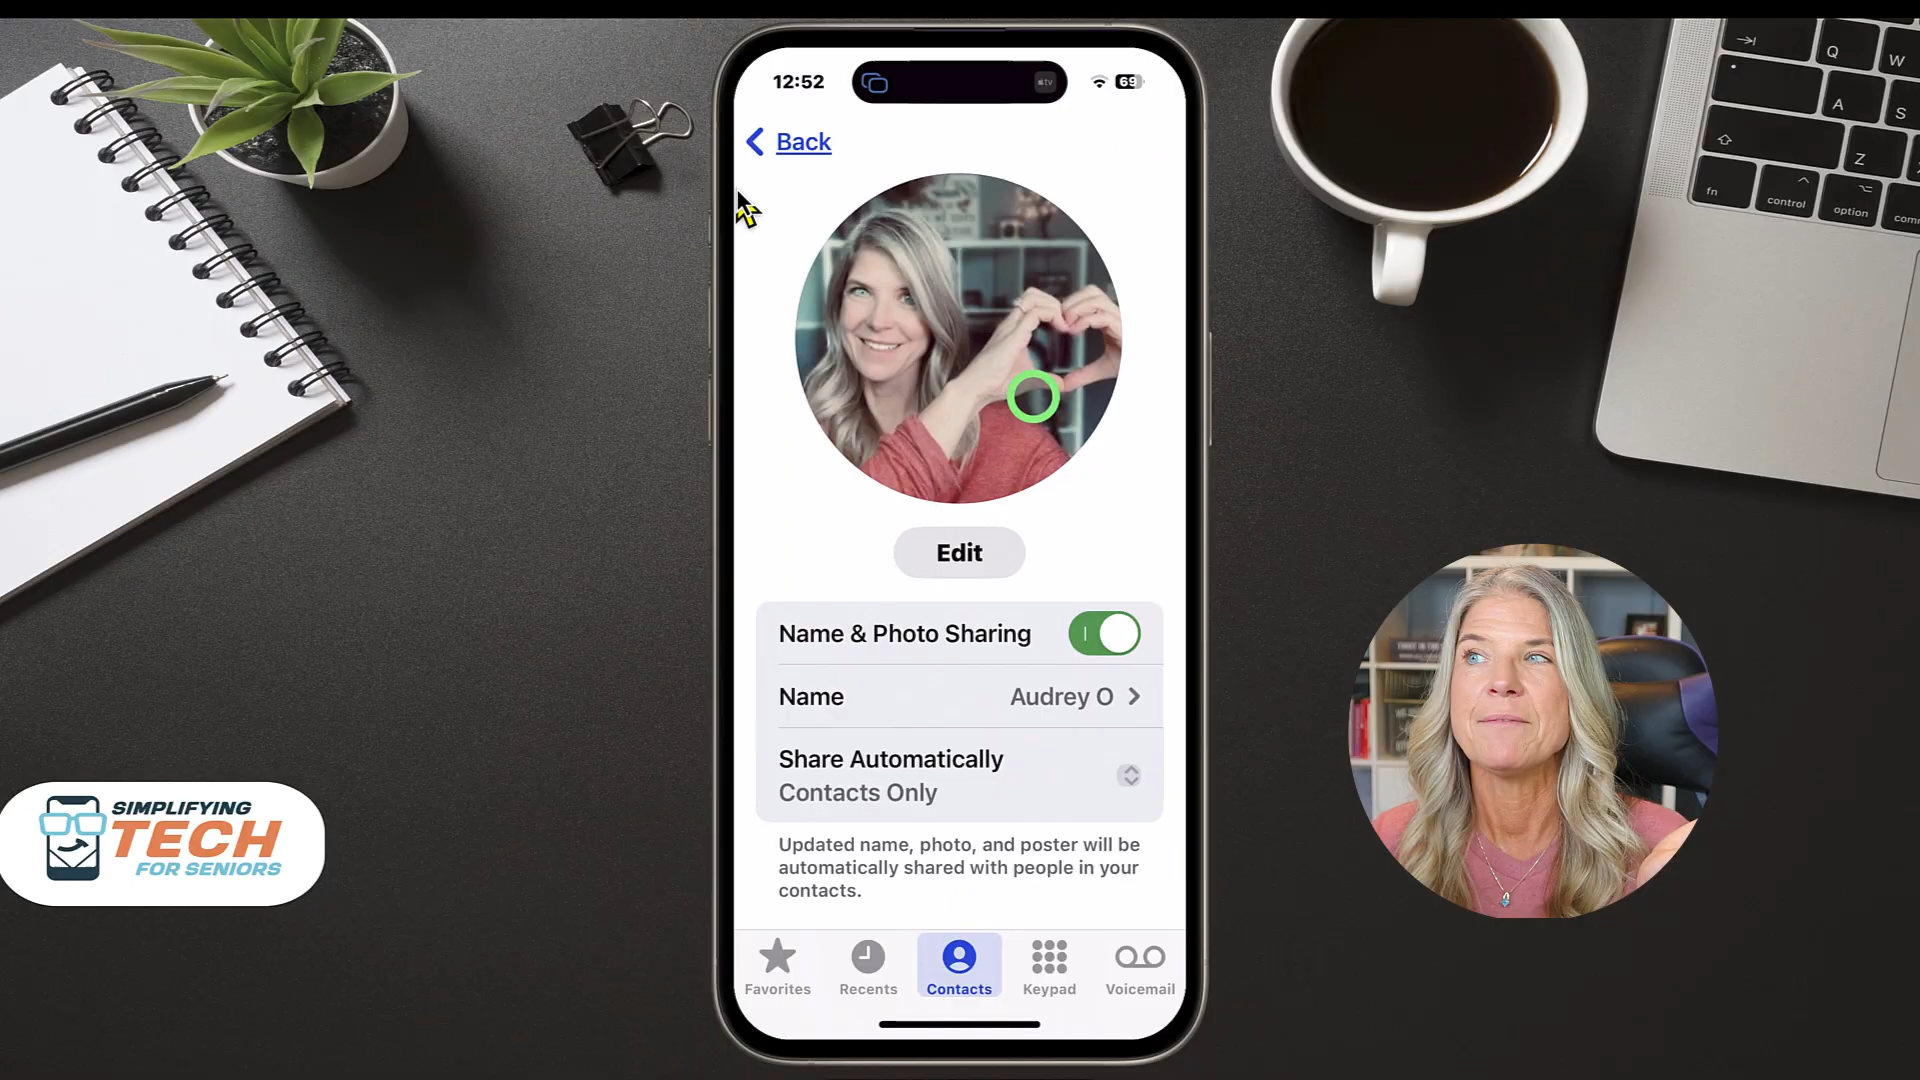 12:52
tv
69
Back
Edit
Name & Photo Sharing
Name
Audrey O
Share Automatically
Contacts Only
Updated name, photo, and poster will be
automatically shared with people in your
contacts.
Favorites
Recents
Contacts
Keypad
Voicemail
SIMPLIFYING
TECH
FOR SENIORS
Q
W
A
S
Z
fn
control
option